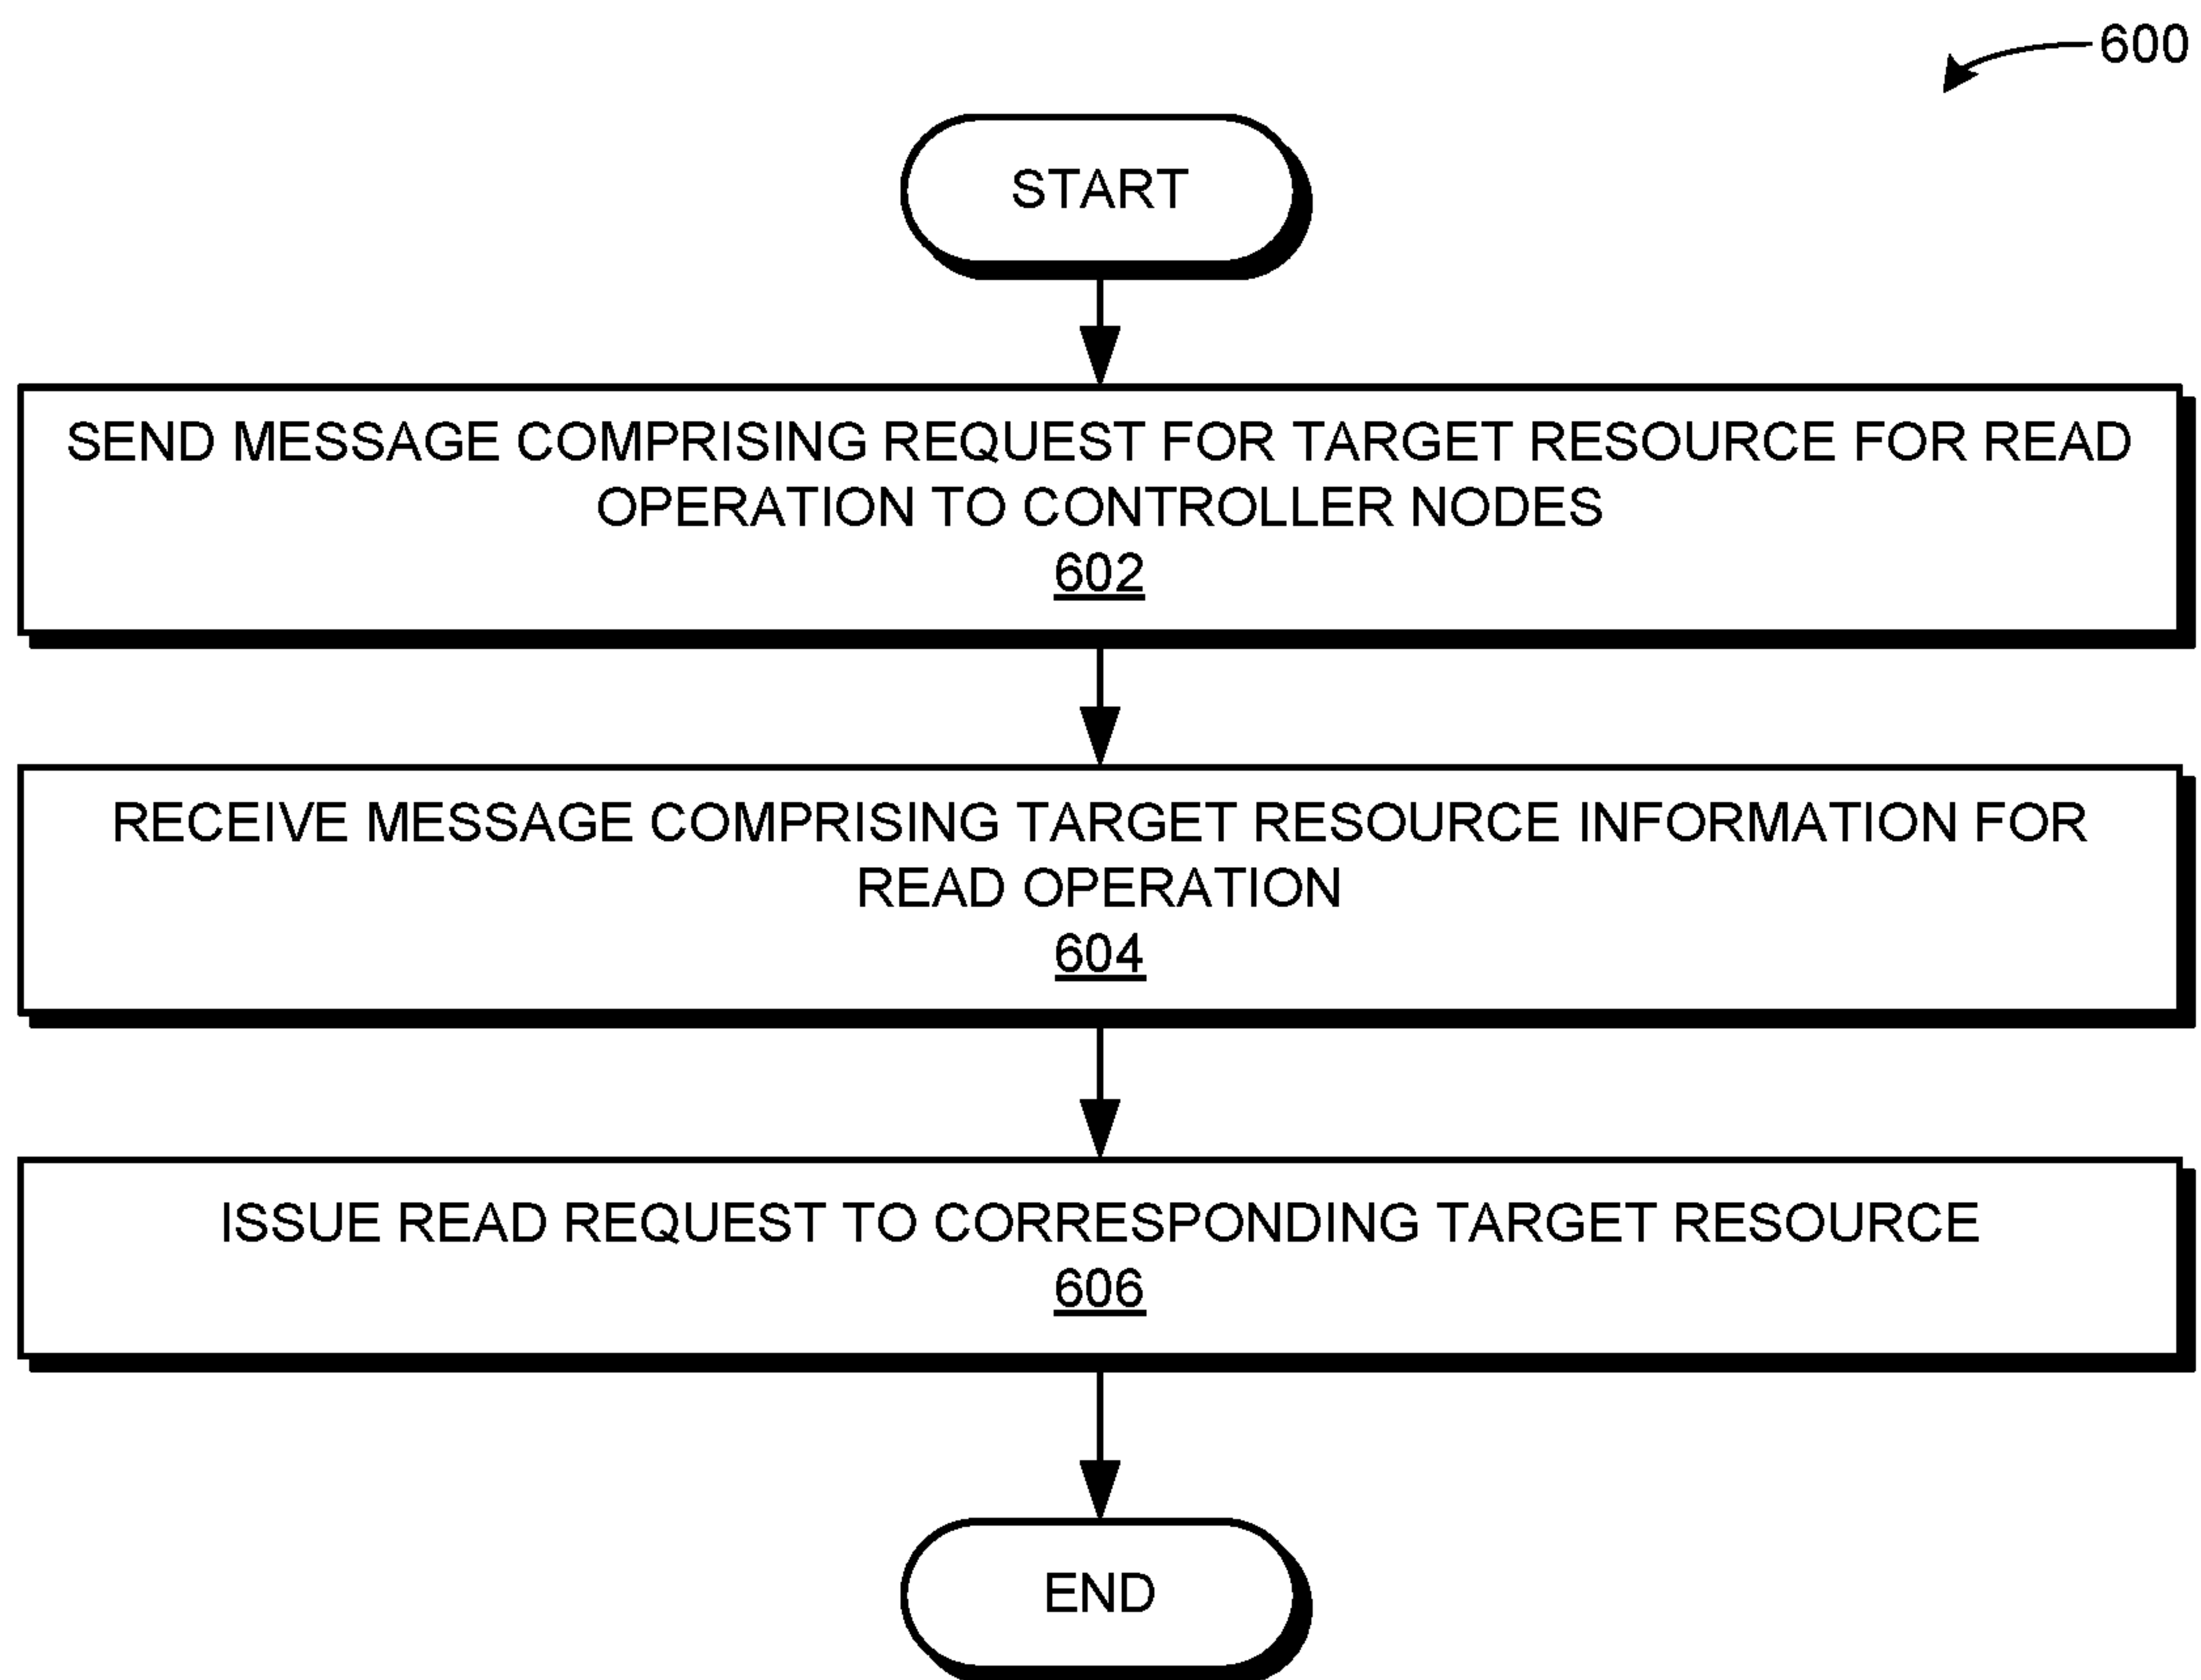 600
START
SEND MESSAGE COMPRISING REQUEST FOR TARGET RESOURCE FOR READ
OPERATION TO CONTROLLER NODES
602
RECEIVE MESSAGE COMPRISING TARGET RESOURCE INFORMATION FOR
READ OPERATION
604
ISSUE READ REQUEST TO CORRESPONDING TARGET RESOURCE
606
END